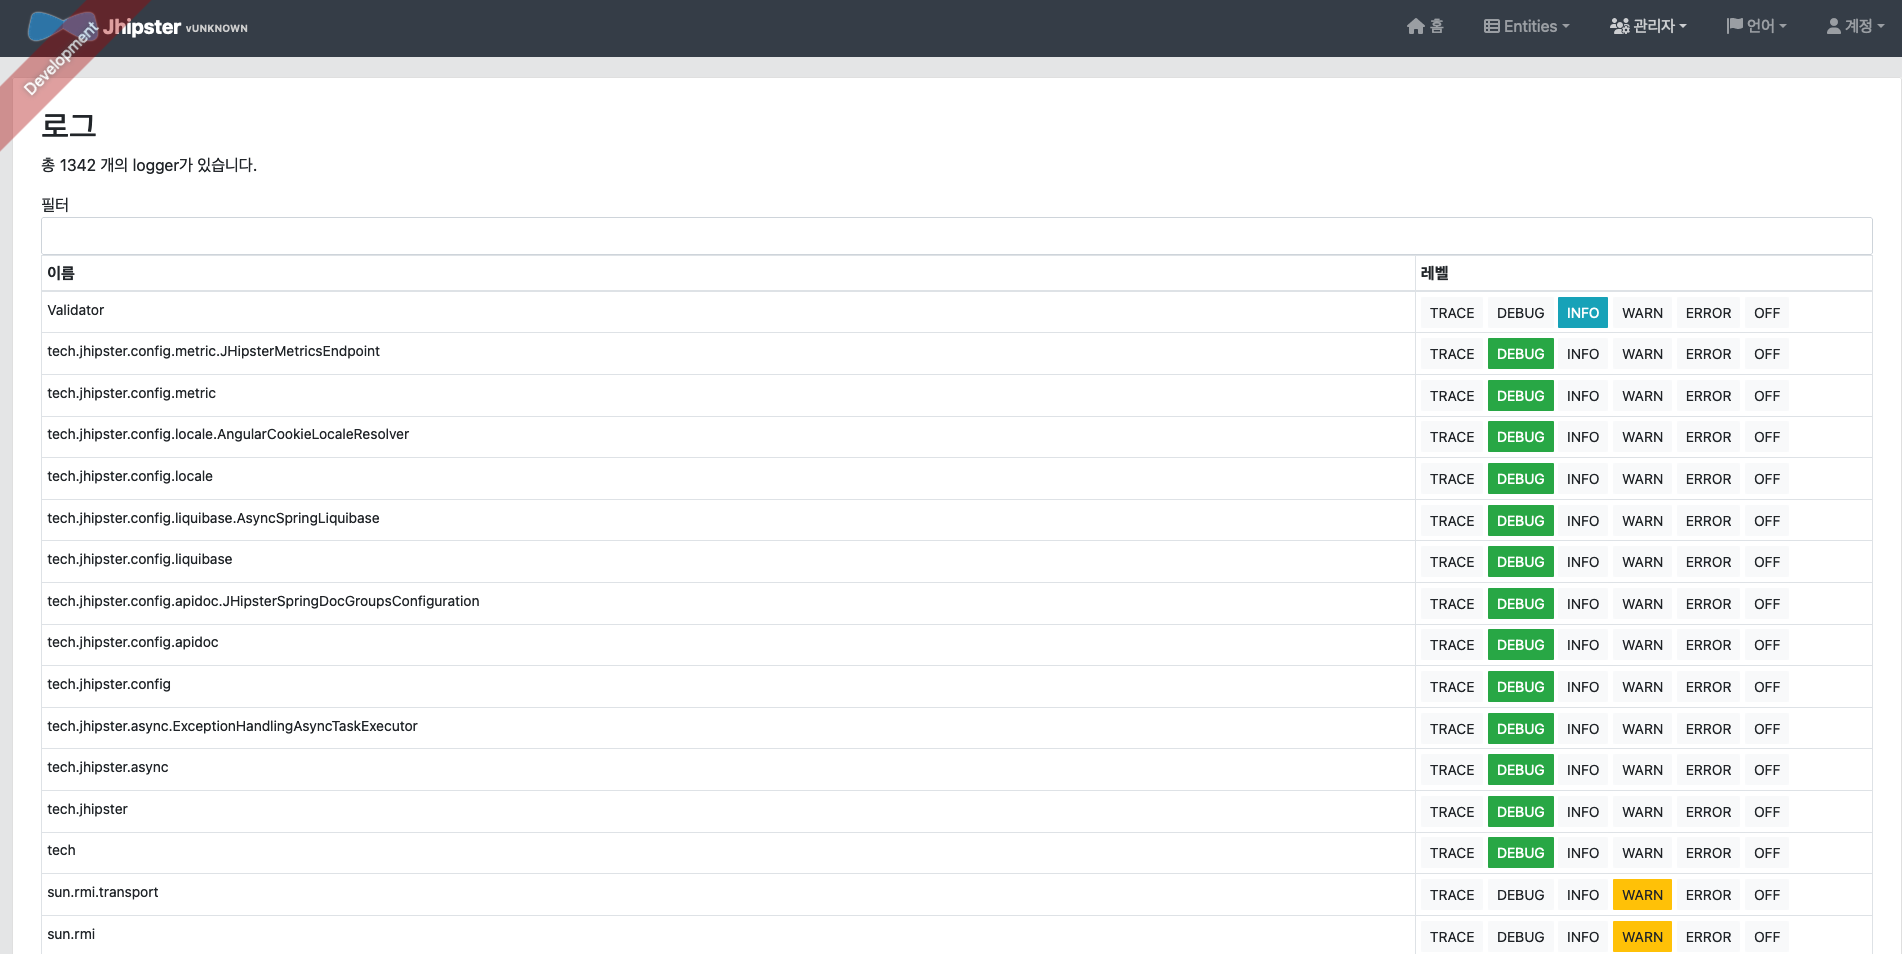 Jhipster vUNKNOWN 홈 Entities 관리자 언어 계정
Development
로그
총 1342 개의 logger가 있습니다.
필터
이름 레벨
Validator TRACE DEBUG INFO WARN ERROR OFF
tech.jhipster.config.metric.JHipsterMetricsEndpoint TRACE DEBUG INFO WARN ERROR OFF
tech.jhipster.config.metric TRACE DEBUG INFO WARN ERROR OFF
tech.jhipster.config.locale.AngularCookieLocaleResolver TRACE DEBUG INFO WARN ERROR OFF
tech.jhipster.config.locale TRACE DEBUG INFO WARN ERROR OFF
tech.jhipster.config.liquibase.AsyncSpringLiquibase TRACE DEBUG INFO WARN ERROR OFF
tech.jhipster.config.liquibase TRACE DEBUG INFO WARN ERROR OFF
tech.jhipster.config.apidoc.JHipsterSpringDocGroupsConfiguration TRACE DEBUG INFO WARN ERROR OFF
tech.jhipster.config.apidoc TRACE DEBUG INFO WARN ERROR OFF
tech.jhipster.config TRACE DEBUG INFO WARN ERROR OFF
tech.jhipster.async.ExceptionHandlingAsyncTaskExecutor TRACE DEBUG INFO WARN ERROR OFF
tech.jhipster.async TRACE DEBUG INFO WARN ERROR OFF
tech.jhipster TRACE DEBUG INFO WARN ERROR OFF
tech TRACE DEBUG INFO WARN ERROR OFF
sun.rmi.transport TRACE DEBUG INFO WARN ERROR OFF
sun.rmi TRACE DEBUG INFO WARN ERROR OFF